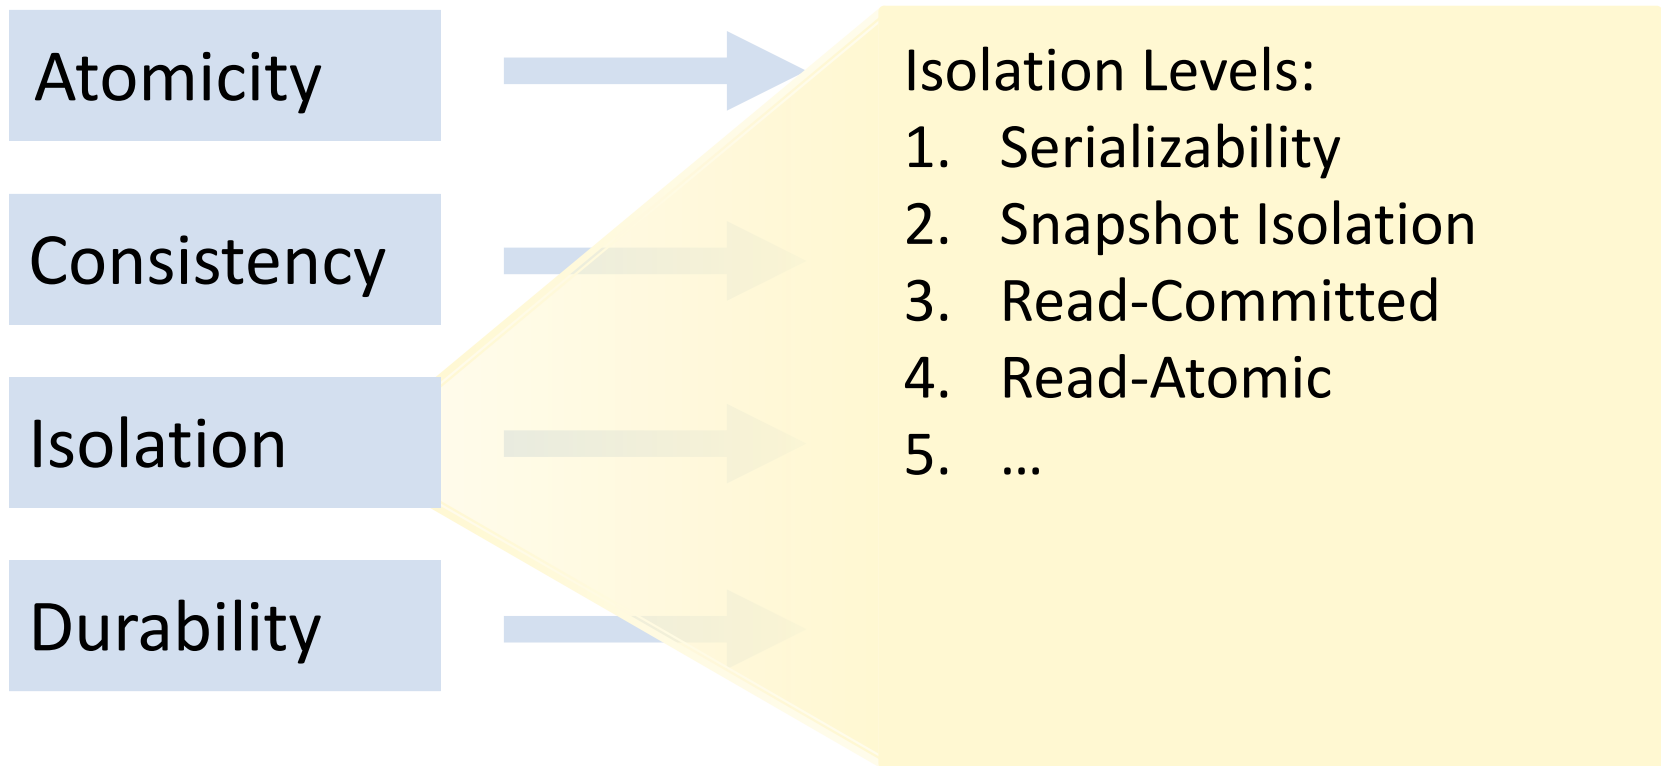 Atomicity
Consistency
Isolation
Durability
Isolation Levels:
1. Serializability
2. Snapshot Isolation
3. Read-Committed
4. Read-Atomic
5. …